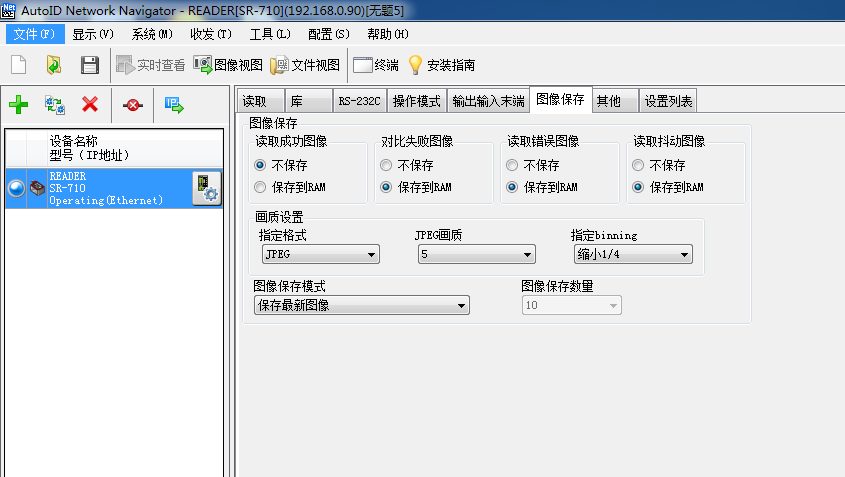 AutoID Network Navigator - READER[SR-710](192.168.0.90)[无题5]
文件(F) 显示(V) 系统(M) 收发(T) 工具(L) 配置(S) 帮助(H)
实时查看 图像视图 文件视图 终端 安装指南
读取 库 RS-232C 操作模式 输出输入末端 图像保存 其他 设置列表
设备名称
型号(IP地址)
READER
SR-710
Operating(Ethernet)
图像保存
读取成功图像 对比失败图像 读取错误图像 读取抖动图像
不保存 不保存 不保存 不保存
保存到RAM 保存到RAM 保存到RAM 保存到RAM
画质设置
指定格式 JPEG画质 指定binning
JPEG 5 缩小1/4
图像保存模式 图像保存数量
保存最新图像 10